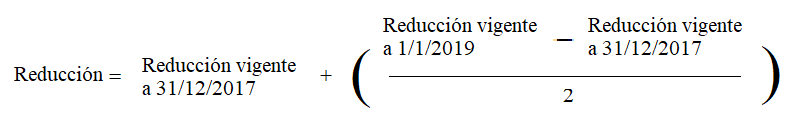 Reducción = Reducción vigente a 31/12/2017 + ( Reducción vigente a 1/1/2019 − Reducción vigente a 31/12/2017
2 )